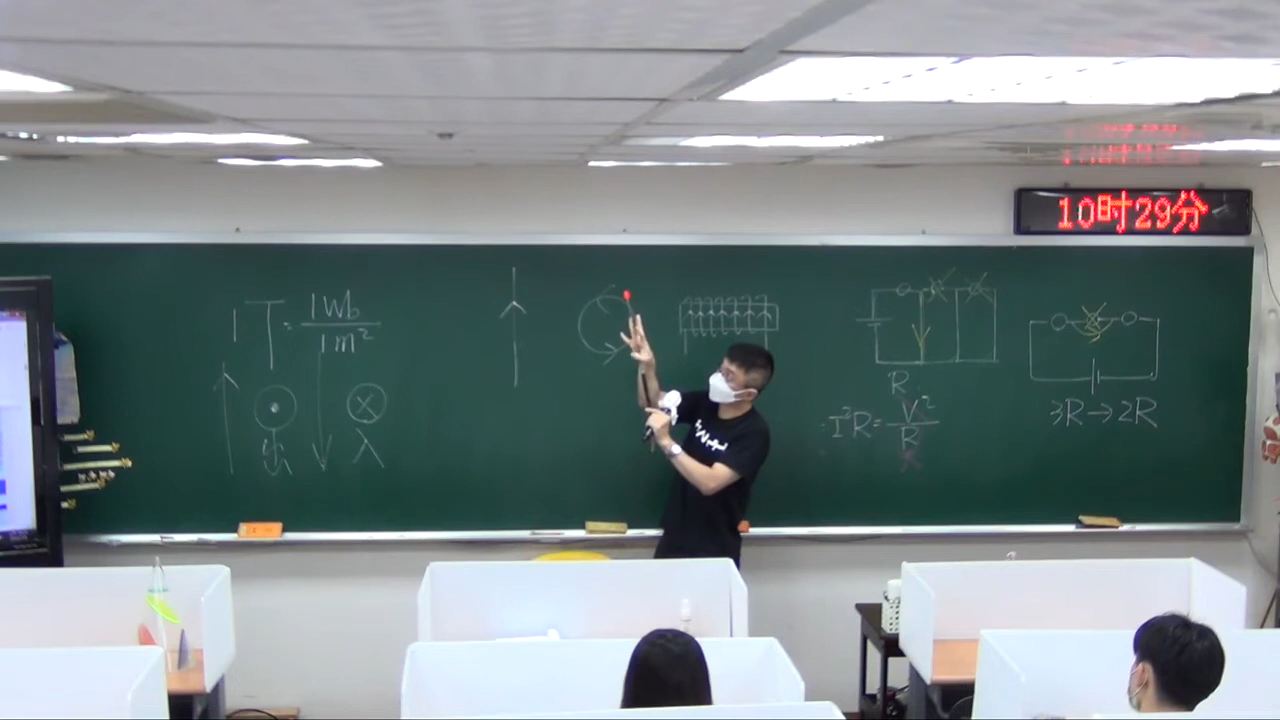 10时29分
1T = 1Wb / 1m²
出
入
R
I²R = V² / R
3R → 2R